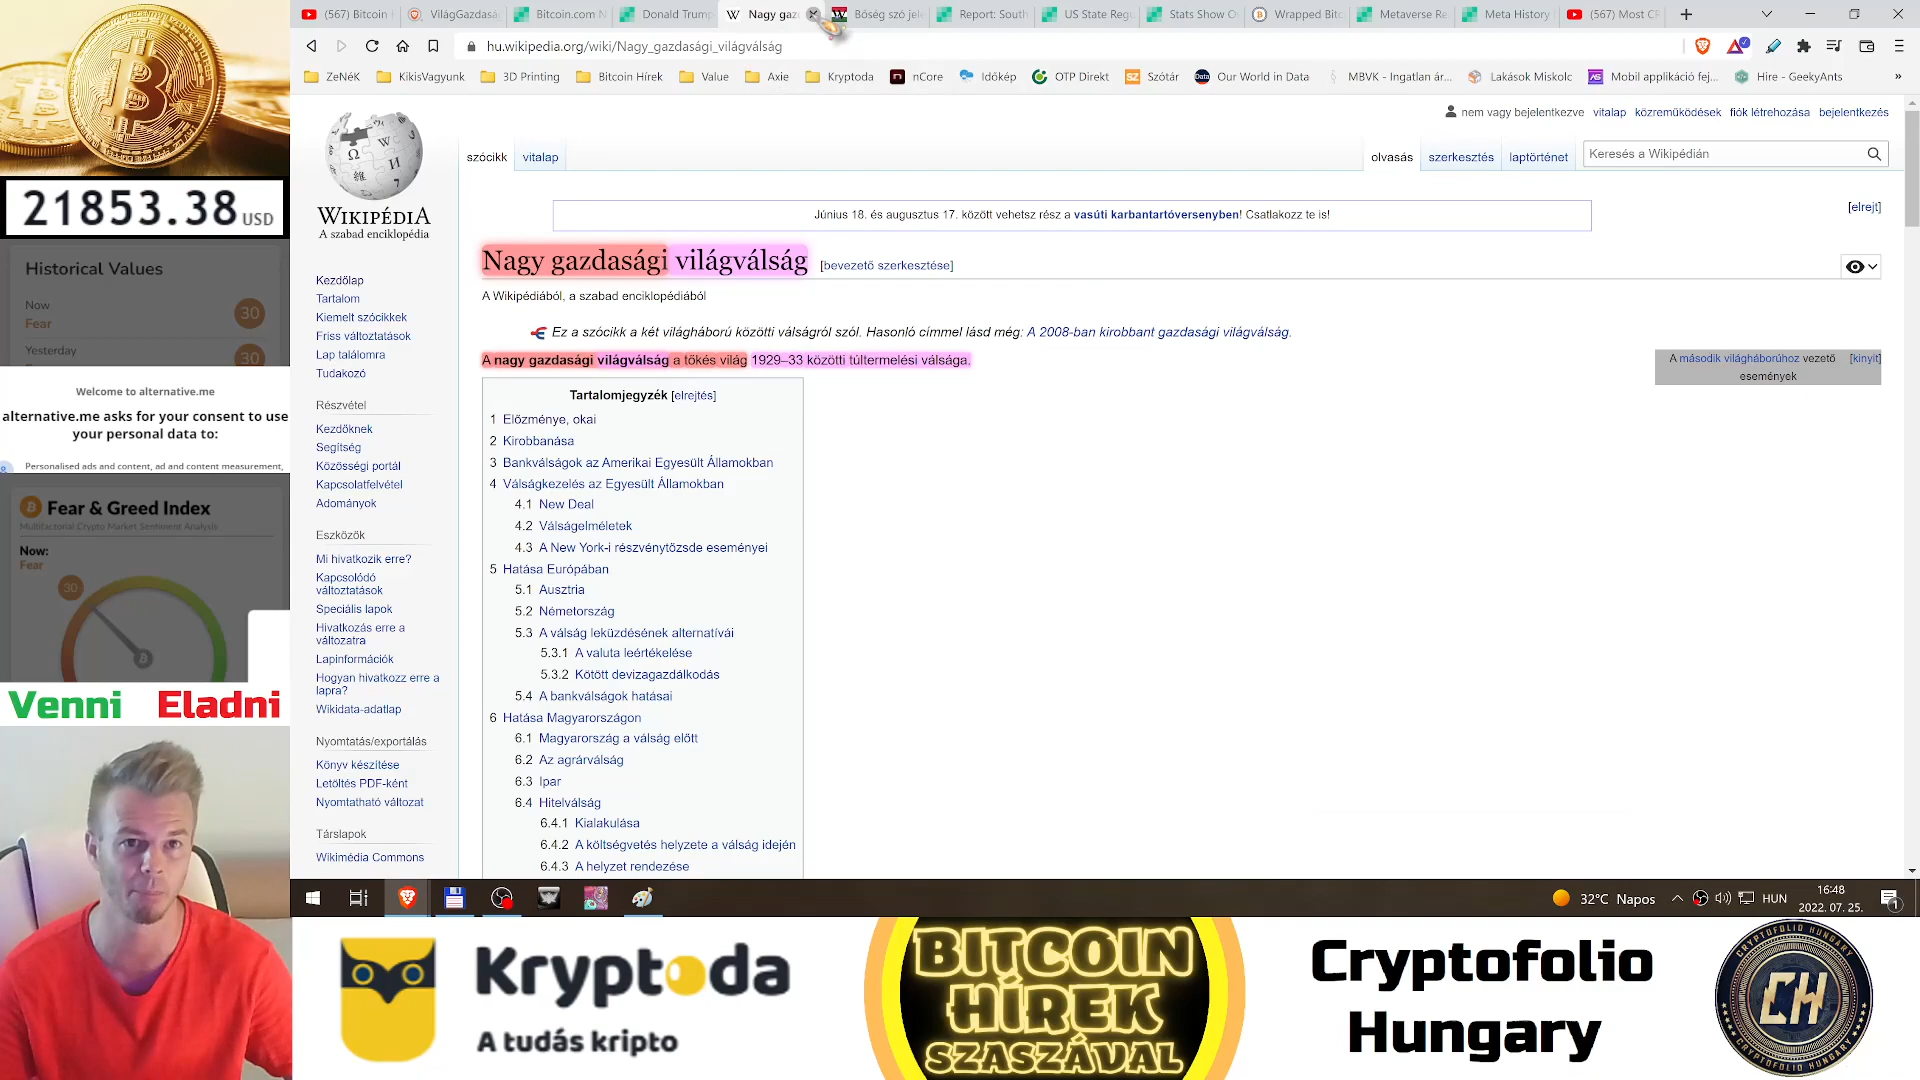 (567) Bitcoin
VilágGazdasá
Bitcoin.com N
Donald Trump
Nagy gaz
Bőség szó jele
Report: South
US State Regu
Stats Show O
Wrapped Bitc
Metaverse Re
Meta History
(567) Most C
hu.wikipedia.org/wiki/Nagy_gazdasági_világválság
ZeNéK
KikisVagyunk
3D Printing
Bitcoin Hírek
Value
Axie
Kryptoda
nCore
Időkép
OTP Direkt
Szótár
Our World in Data
MBVK - Ingatlan ár...
Lakások Miskolc
Mobil applikáció fej...
Hire - GeekyAnts
»
nem vagy bejelentkezve vitalap közreműködések fiók létrehozása bejelentkezés
szócikk vitalap
olvasás szerkesztés laptörténet
Keresés a Wikipédián
WIKIPÉDIA
A szabad enciklopédia
Június 18. és augusztus 17. között vehetsz rész a vasúti karbantartóversenyben! Csatlakozz te is!
[elrejt]
Nagy gazdasági világválság [bevezető szerkesztése]
A Wikipédiából, a szabad enciklopédiából
Ez a szócikk a két világháború közötti válságról szól. Hasonló címmel lásd még: A 2008-ban kirobbant gazdasági világválság.
A nagy gazdasági világválság a tőkés világ 1929–33 közötti túltermelési válsága.
A második világháborúhoz vezető események [kinyit]
Tartalomjegyzék [elrejtés]
1 Előzménye, okai
2 Kirobbanása
3 Bankválságok az Amerikai Egyesült Államokban
4 Válságkezelés az Egyesült Államokban
4.1 New Deal
4.2 Válságelméletek
4.3 A New York-i részvénytőzsde eseményei
5 Hatása Európában
5.1 Ausztria
5.2 Németország
5.3 A válság leküzdésének alternatívái
5.3.1 A valuta leértékelése
5.3.2 Kötött devizagazdálkodás
5.4 A bankválságok hatásai
6 Hatása Magyarországon
6.1 Magyarország a válság előtt
6.2 Az agrárválság
6.3 Ipar
6.4 Hitelválság
6.4.1 Kialakulása
6.4.2 A költségvetés helyzete a válság idején
6.4.3 A helyzet rendezése
Kezdőlap
Tartalom
Kiemelt szócikkek
Friss változtatások
Lap találomra
Tudakozó
Részvétel
Kezdőknek
Segítség
Közösségi portál
Kapcsolatfelvétel
Adományok
Eszközök
Mi hivatkozik erre?
Kapcsolódó
változtatások
Speciális lapok
Hivatkozás erre a
változatra
Lapinformációk
Hogyan hivatkozz erre a
lapra?
Wikidata-adatlap
Nyomtatás/exportálás
Könyv készítése
Letöltés PDF-ként
Nyomtatható változat
Társlapok
Wikimédia Commons
21853.38 USD
Historical Values
Now
Fear
30
Yesterday
30
Welcome to alternative.me
alternative.me asks for your consent to use
your personal data to:
Personalised ads and content, ad and content measurement,
Fear & Greed Index
Multifactorial Crypto Market Sentiment Analysis
Now:
Fear
30
Venni Eladni
32°C Napos
HUN
16:48
2022. 07. 25.
1
Kryptoda
A tudás kripto
BITCOIN
HÍREK
SZASZÁVAL
Cryptofolio
Hungary
CRYPTOFOLIO HUNGARY
CH
CRYPTOFOLIO HUNGARY